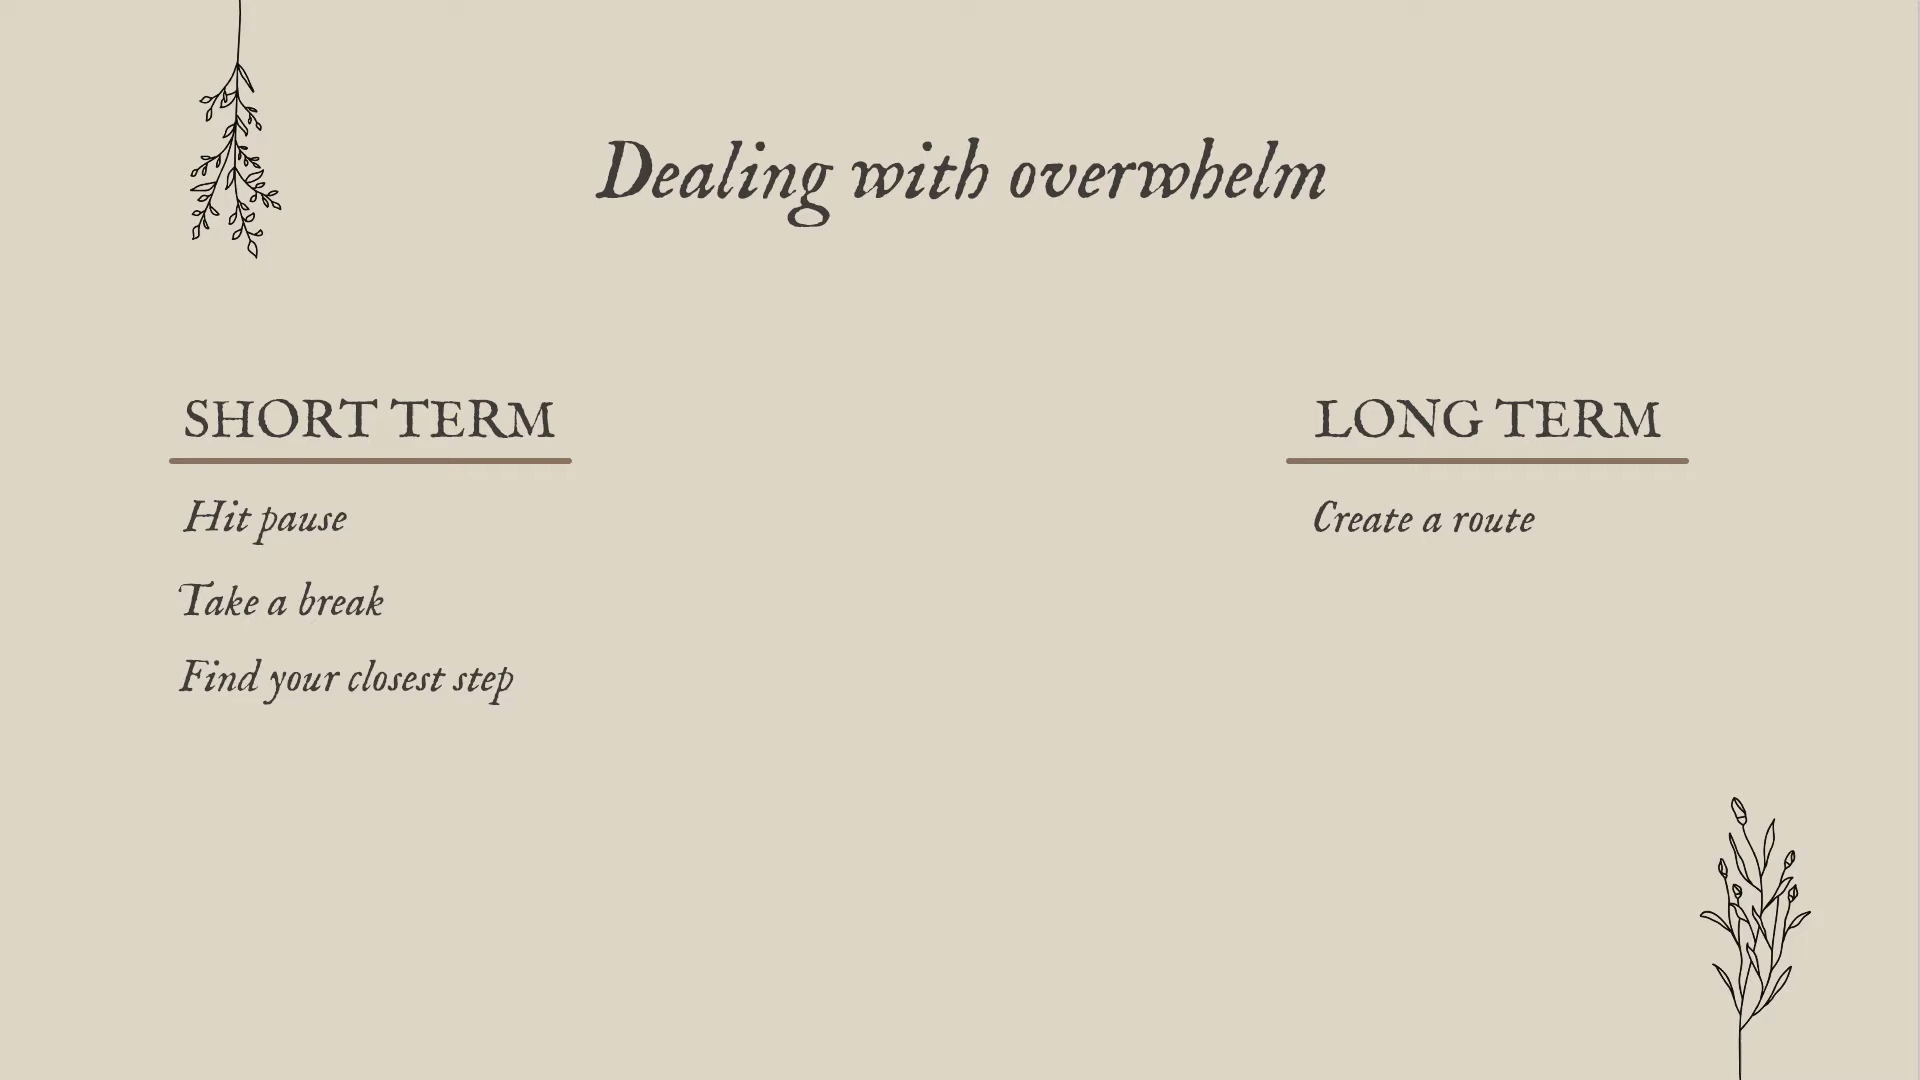 Dealing with overwhelm
SHORT TERM
Hit pause
Take a break
Find your closest step
LONG TERM
Create a route